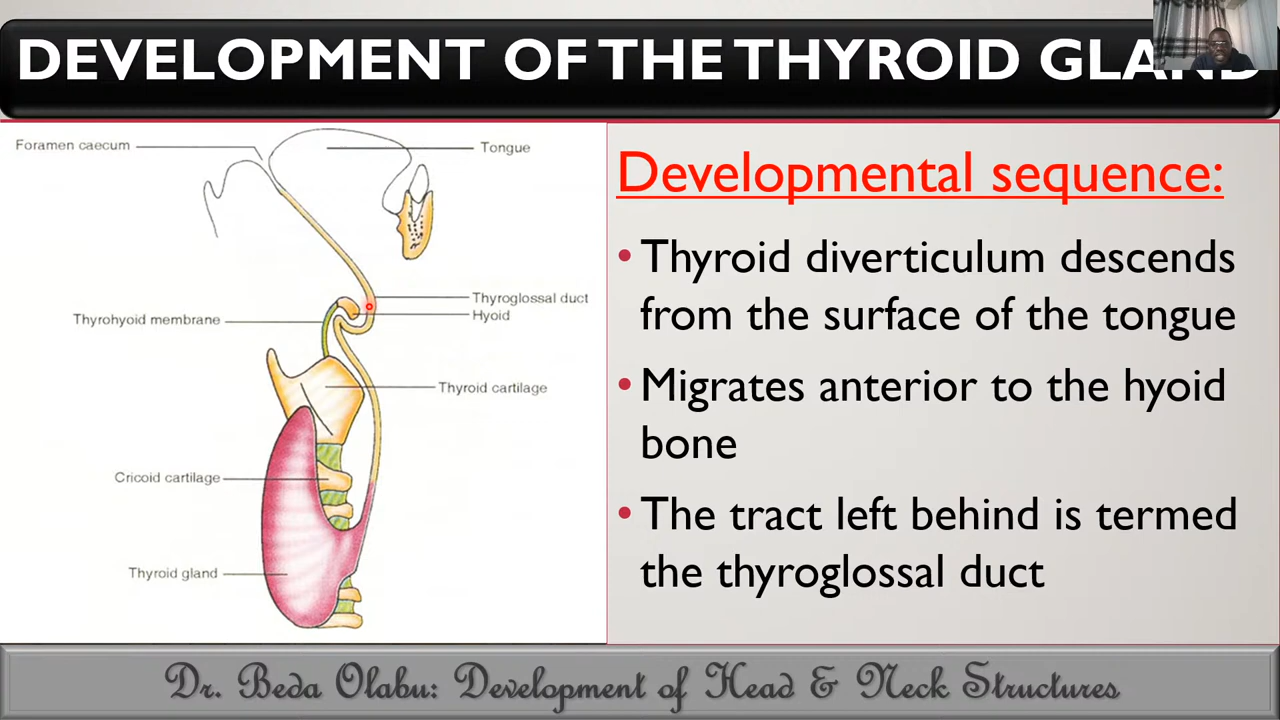 DEVELOPMENT OF THE THYROID GLAND
Foramen caecum
Tongue
Thyroglossal duct
Hyoid
Thyrohyoid membrane
Thyroid cartilage
Cricoid cartilage
Thyroid gland
Developmental sequence:
• Thyroid diverticulum descends
from the surface of the tongue
• Migrates anterior to the hyoid
bone
• The tract left behind is termed
the thyroglossal duct
Dr. Beda Olabu: Development of Head & Neck Structures